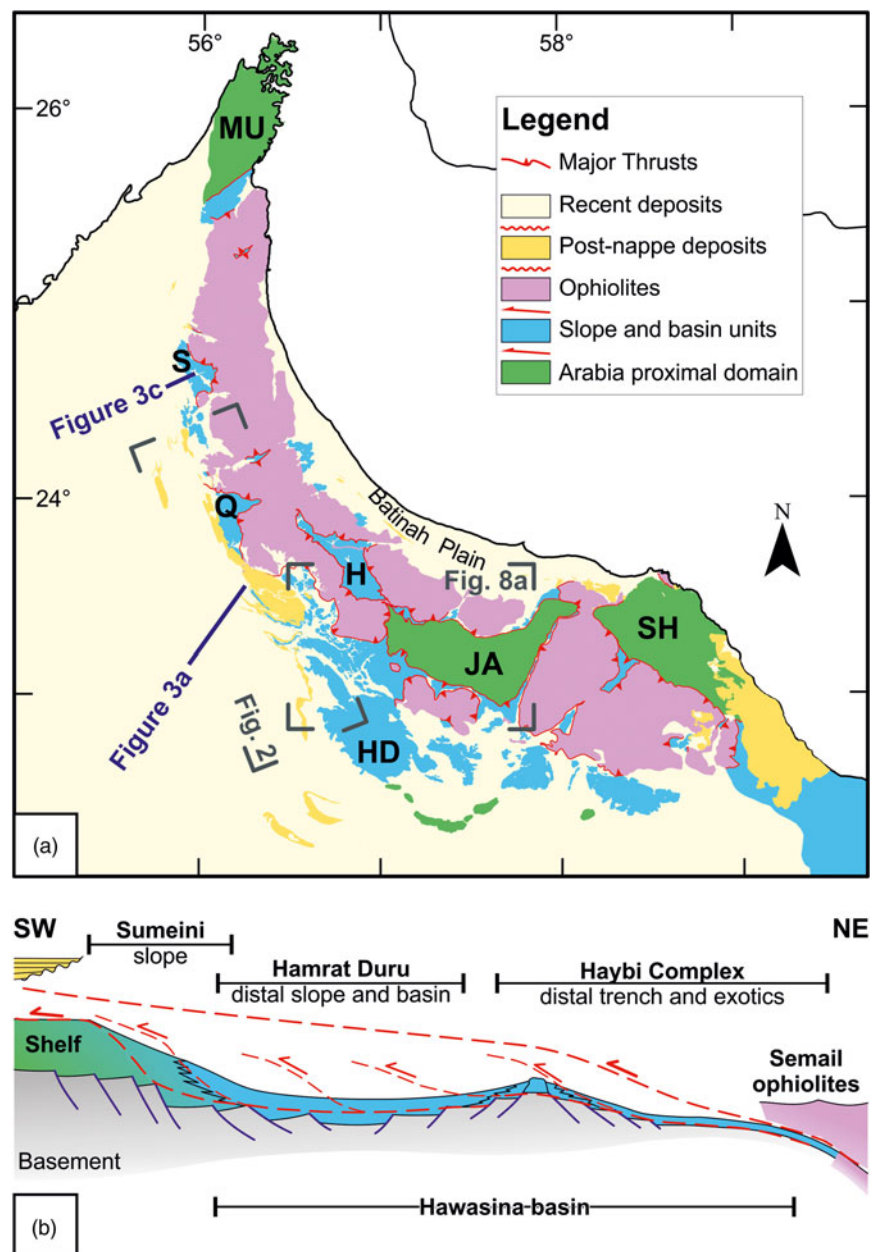 56°
58°
26°
MU
Legend
Major Thrusts
Recent deposits
Post-nappe deposits
Ophiolites
Slope and basin units
Arabia proximal domain
S
Figure 3c
24°
Q
Batinah Plain
N
H
Fig. 8a
SH
JA
Figure 3a
Fig. 2
HD
(a)
SW
NE
Sumeini
slope
Hamrat Duru
distal slope and basin
Haybi Complex
distal trench and exotics
Shelf
Semail
ophiolites
Basement
Hawasina-basin
(b)